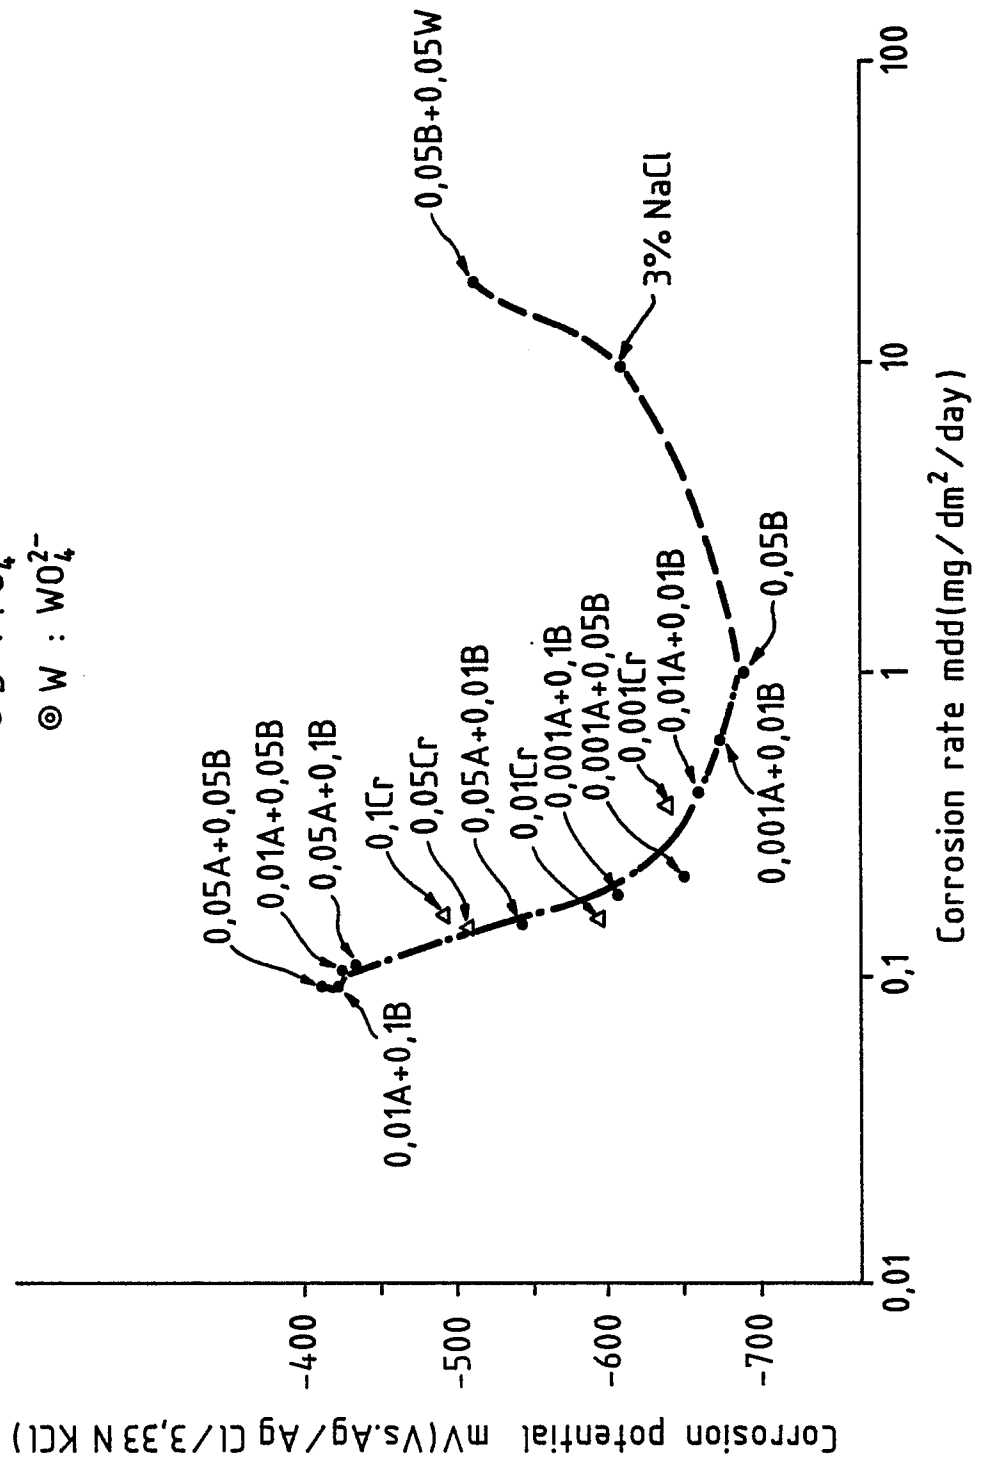 W : WO₄²⁻
0,05A+0,05B
0,01A+0,05B
0,05A+0,1B
0,01A+0,1B
0,1Cr
0,05Cr
0,05A+0,01B
0,01Cr
0,001A+0,1B
0,001A+0,05B
0,001Cr
0,01A+0,01B
0,001A+0,01B
0,05B
3% NaCl
0,05B+0,05W
-400
-500
-600
-700
Corrosion potential mV(Vs.Ag/Ag Cl/3,33 N KCl)
0,01
0,1
1
10
100
Corrosion rate mdd(mg/dm²/day)